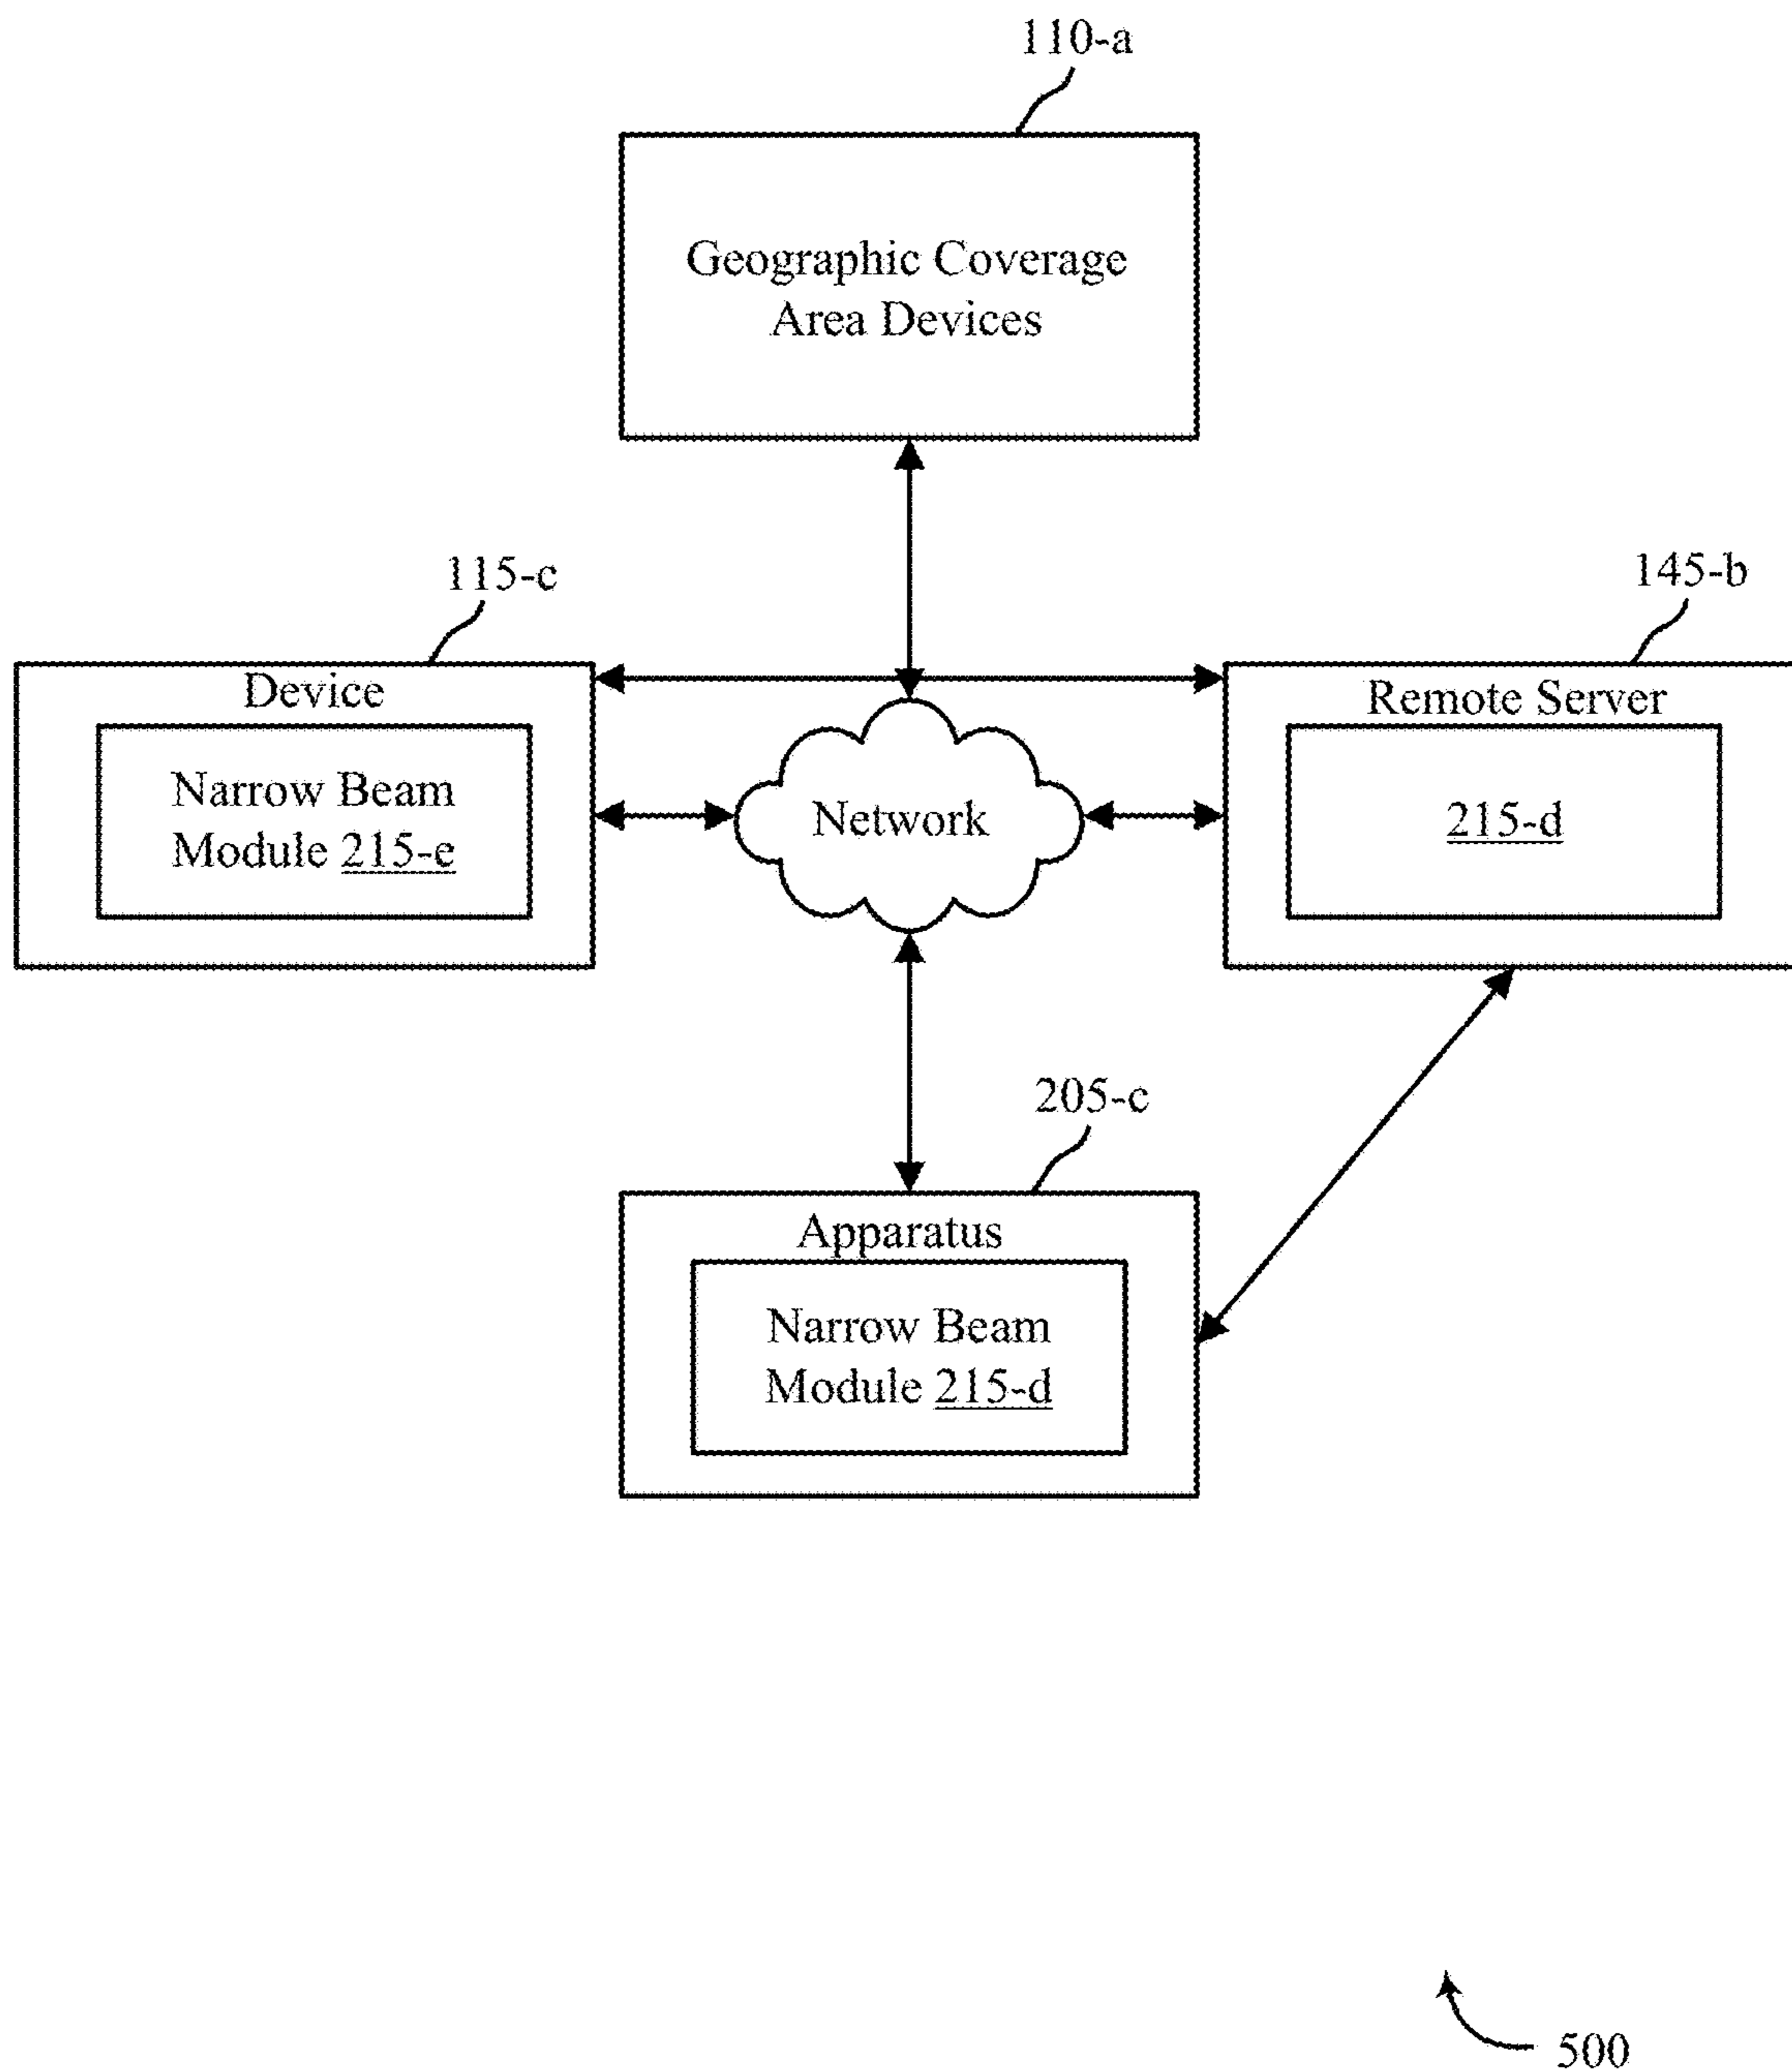 110-a
Geographic Coverage
Area Devices
115-c
145-b
Device
Remote Server
Narrow Beam
Module 215-e
Network
215-d
205-c
Apparatus
Narrow Beam
Module 215-d
500